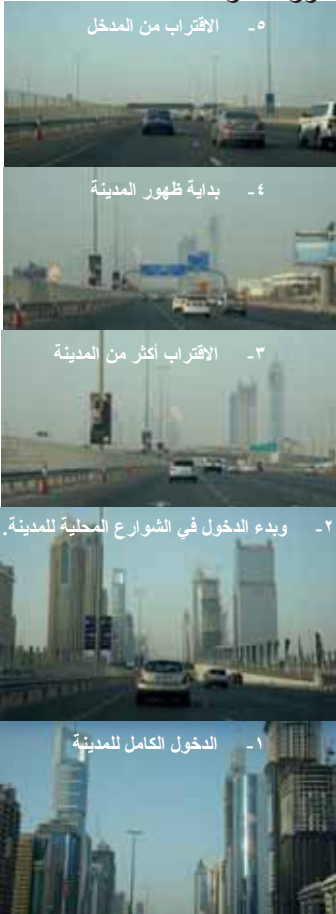 ٥- الاقتراب من المدخل
٤- بداية ظهور المدينة
٣- الاقتراب أكثر من المدينة
٢- وبدء الدخول في الشوارع المحلية للمدينة.
١- الدخول الكامل للمدينة